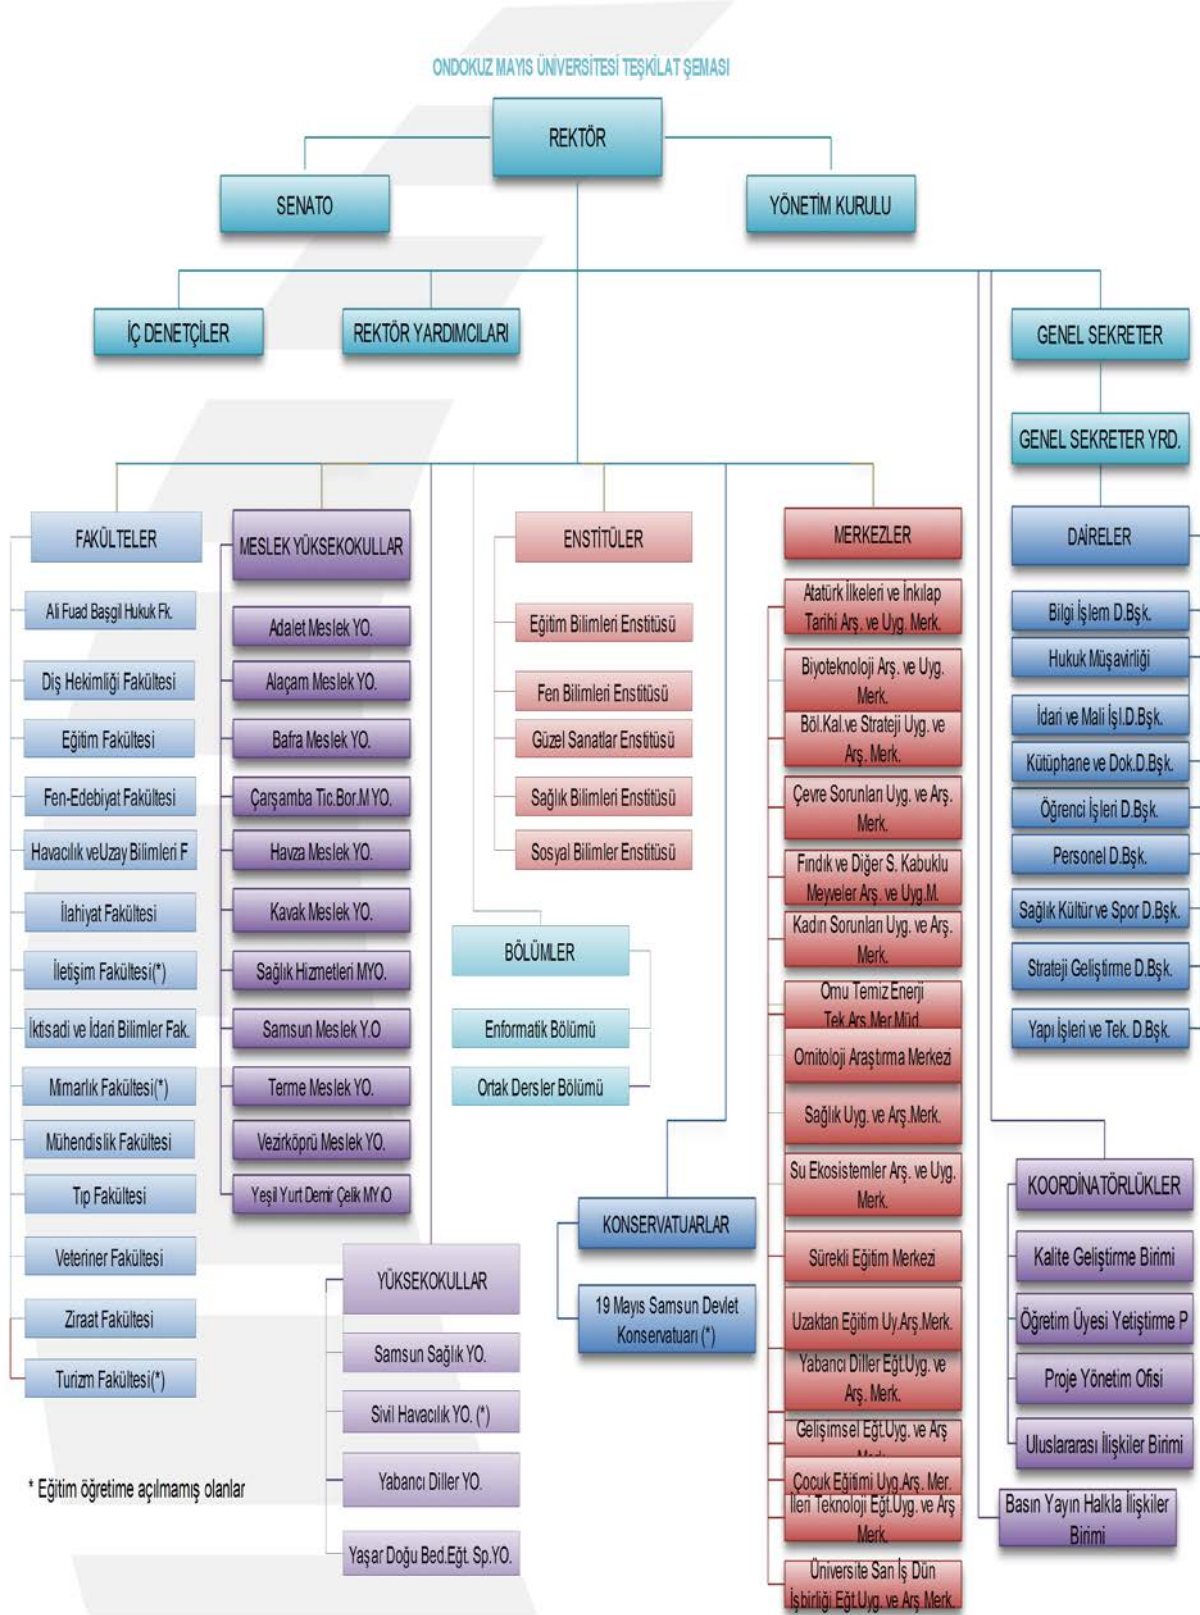 ONDOKUZ MAYIS ÜNİVERSİTESİ TEŞKİLAT ŞEMASI
REKTÖR
SENATO
YÖNETİM KURULU
İÇ DENETÇİLER
REKTÖR YARDIMCILARI
GENEL SEKRETER
GENEL SEKRETER YRD.
FAKÜLTELER
Ali Fuad Başgil Hukuk Fk.
Diş Hekimliği Fakültesi
Eğitim Fakültesi
Fen-Edebiyat Fakültesi
Havacılık veUzay Bilimleri F
İlahiyat Fakültesi
İletişim Fakültesi(*)
İktisadi ve İdari Bilimler Fak.
Mimarlık Fakültesi(*)
Mühendislik Fakültesi
Tıp Fakültesi
Veteriner Fakültesi
Ziraat Fakültesi
Turizm Fakültesi(*)
* Eğitim öğretime açılmamış olanlar
MESLEK YÜKSEKOKULLAR
Adalet Meslek YO.
Alaçam Meslek YO.
Bafra Meslek YO.
Çarşamba Tic.Bor.M YO.
Havza Meslek YO.
Kavak Meslek YO.
Sağlık Hizmetleri MYO.
Samsun Meslek Y.O
Terme Meslek YO.
Vezirköprü Meslek YO.
Yeşil Yurt Demir Çelik MYıO
YÜKSEKOKULLAR
Samsun Sağlık YO.
Sivil Havacılık YO. (*)
Yabancı Diller YO.
Yaşar Doğu Bed.Eğt. Sp.YO.
ENSTİTÜLER
Eğitim Bilimleri Enstitüsü
Fen Bilimleri Enstitüsü
Güzel Sanatlar Enstitüsü
Sağlık Bilimleri Enstitüsü
Sosyal Bilimler Enstitüsü
BÖLÜMLER
Enformatik Bölümü
Ortak Dersler Bölümü
KONSERVATUARLAR
19 Mayıs Samsun Devlet
Konservatuarı (*)
MERKEZLER
Atatürk İlkeleri ve İnkılap
Tarihi Arş. ve Uyg. Merk.
Biyoteknoloji Arş. ve Uyg.
Merk.
Böl.Kal.ve Strateji Uyg. ve
Arş. Merk.
Çevre Sorunları Uyg. ve Arş.
Merk.
Fındık ve Diğer S. Kabuklu
Meyveler Arş. ve Uyg.M.
Kadın Sorunları Uyg. ve Arş.
Merk.
Omu Temiz Enerji
Tek.Arş.Mer.Müd.
Ornitoloji Araştırma Merkezi
Sağlık Uyg. ve Arş.Merk.
Su Ekosistemler Arş. ve Uyg.
Merk.
Sürekli Eğitim Merkezi
Uzaktan Eğitim Uy.Arş.Merk.
Yabancı Diller Eğt.Uyg. ve
Arş. Merk.
Gelişimsel Eğt.Uyg. ve Arş
Çocuk Eğitimi Uyg.Arş. Mer.
İleri Teknoloji Eğt.Uyg. ve Arş
Merk.
Üniversite San İş Dün
İşbirliği Eğt.Uyg. ve Arş Merk.
DAİRELER
Bilgi İşlem D.Bşk.
Hukuk Müşavirliği
İdari ve Mali İşl.D.Bşk.
Kütüphane ve Dok.D.Bşk.
Öğrenci İşleri D.Bşk.
Personel D.Bşk.
Sağlık Kültür ve Spor D.Bşk.
Strateji Geliştirme D.Bşk.
Yapı İşleri ve Tek. D.Bşk.
KOORDİNATÖRLÜKLER
Kalite Geliştirme Birimi
Öğretim Üyesi Yetiştirme P
Proje Yönetim Ofisi
Uluslararası İlişkiler Birimi
Basın Yayın Halkla İlişkiler
Birimi